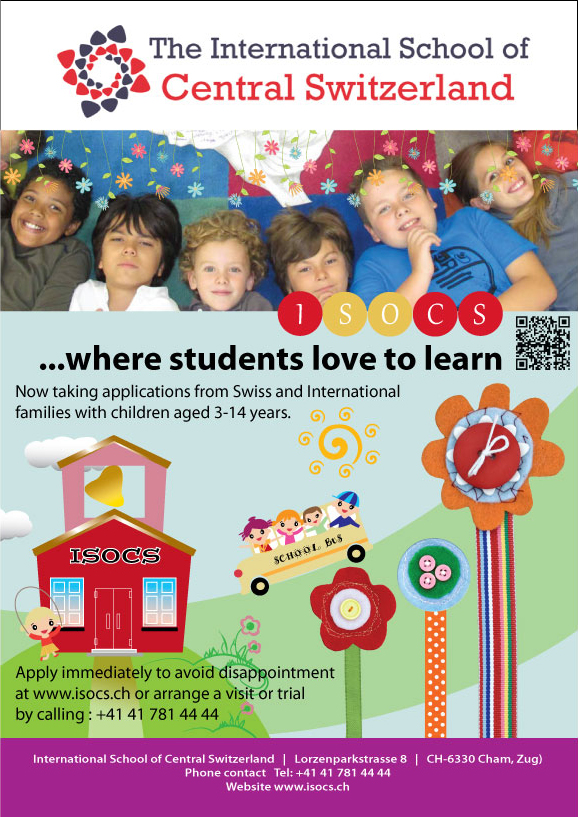 The International School of
Central Switzerland
I S O C S
...where students love to learn
Now taking applications from Swiss and International
families with children aged 3-14 years.
ISOCS
SCHOOL BUS
Apply immediately to avoid disappointment
at www.isocs.ch or arrange a visit or trial
by calling : +41 41 781 44 44
International School of Central Switzerland | Lorzenparkstrasse 8 | CH-6330 Cham, Zug)
Phone contact Tel: +41 41 781 44 44
Website www.isocs.ch